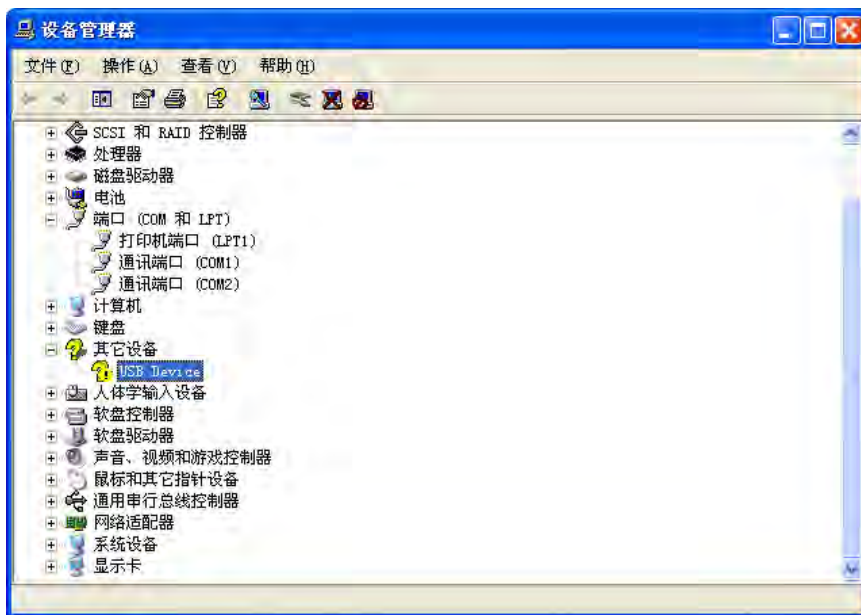 设备管理器
文件(F) 操作(A) 查看(V) 帮助(H)
SCSI 和 RAID 控制器
处理器
磁盘驱动器
电池
端口 (COM 和 LPT)
打印机端口 (LPT1)
通讯端口 (COM1)
通讯端口 (COM2)
计算机
键盘
其它设备
USB Device
人体学输入设备
软盘控制器
软盘驱动器
声音、视频和游戏控制器
鼠标和其它指针设备
通用串行总线控制器
网络适配器
系统设备
显示卡